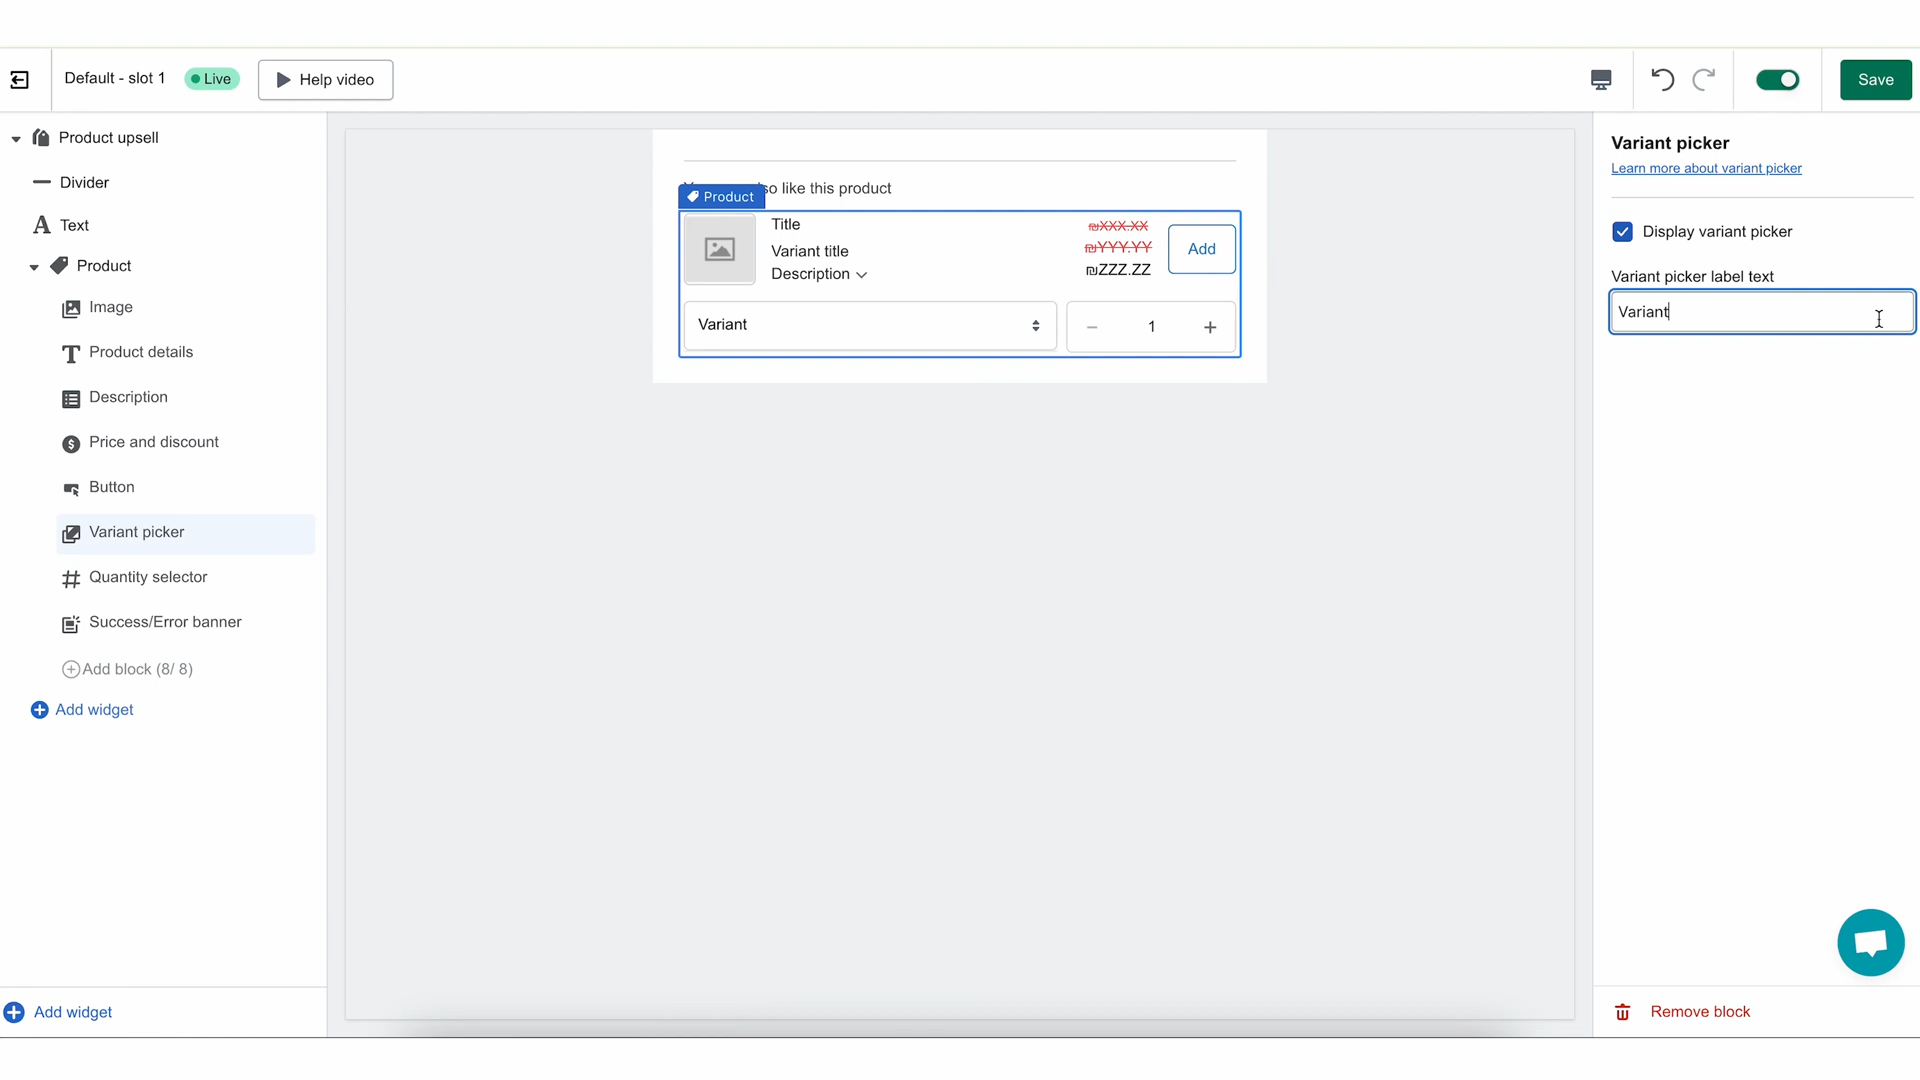 Default - slot 1
Live
Help video
Save
Product upsell
Divider
Text
Product
Image
Product details
Description
Price and discount
Button
Variant picker
Quantity selector
Success/Error banner
Add block (8/ 8)
Add widget
Add widget
so like this product
Product
Title
Variant title
Description
₪XXX.XX
₪YYY.YY
₪ZZZ.ZZ
Add
Variant
1
Variant picker
Learn more about variant picker
Display variant picker
Variant picker label text
Variant
Remove block